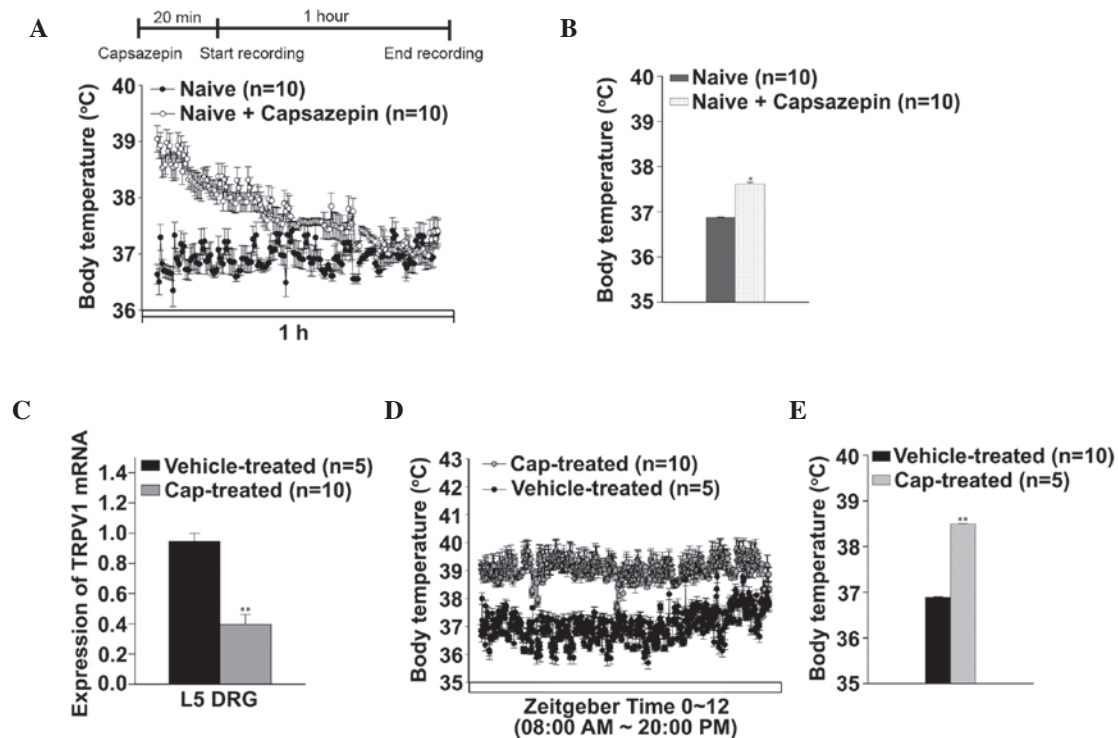 A
20 min
1 hour
Capsazepin
Start recording
End recording
Body temperature (°C)
40
39
38
37
36
Naive (n=10)
Naive + Capsazepin (n=10)
1 h
B
Body temperature (°C)
40
39
38
37
36
35
Naive (n=10)
Naive + Capsazepin (n=10)
*
C
Expression of TRPV1 mRNA
1.4
1.2
1.0
0.8
0.6
0.4
0.2
0.0
Vehicle-treated (n=5)
Cap-treated (n=10)
**
L5 DRG
D
Body temperature (°C)
43
42
41
40
39
38
37
36
35
Cap-treated (n=10)
Vehicle-treated (n=5)
Zeitgeber Time 0~12
(08:00 AM ~ 20:00 PM)
E
Body temperature (°C)
40
39
38
37
36
35
Vehicle-treated (n=10)
Cap-treated (n=5)
**